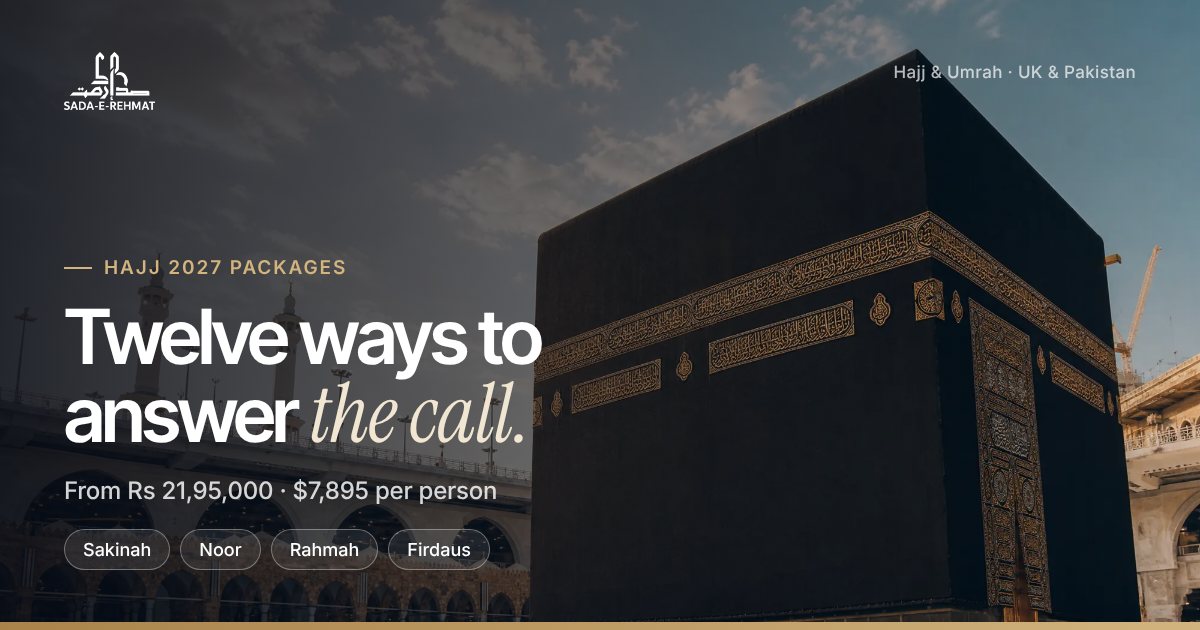 صدارحمت
SADA-E-REHMAT
Hajj & Umrah · UK & Pakistan
HAJJ 2027 PACKAGES
Twelve ways to
answer the call.
From Rs 21,95,000 · $7,895 per person
Sakinah
Noor
Rahmah
Firdaus